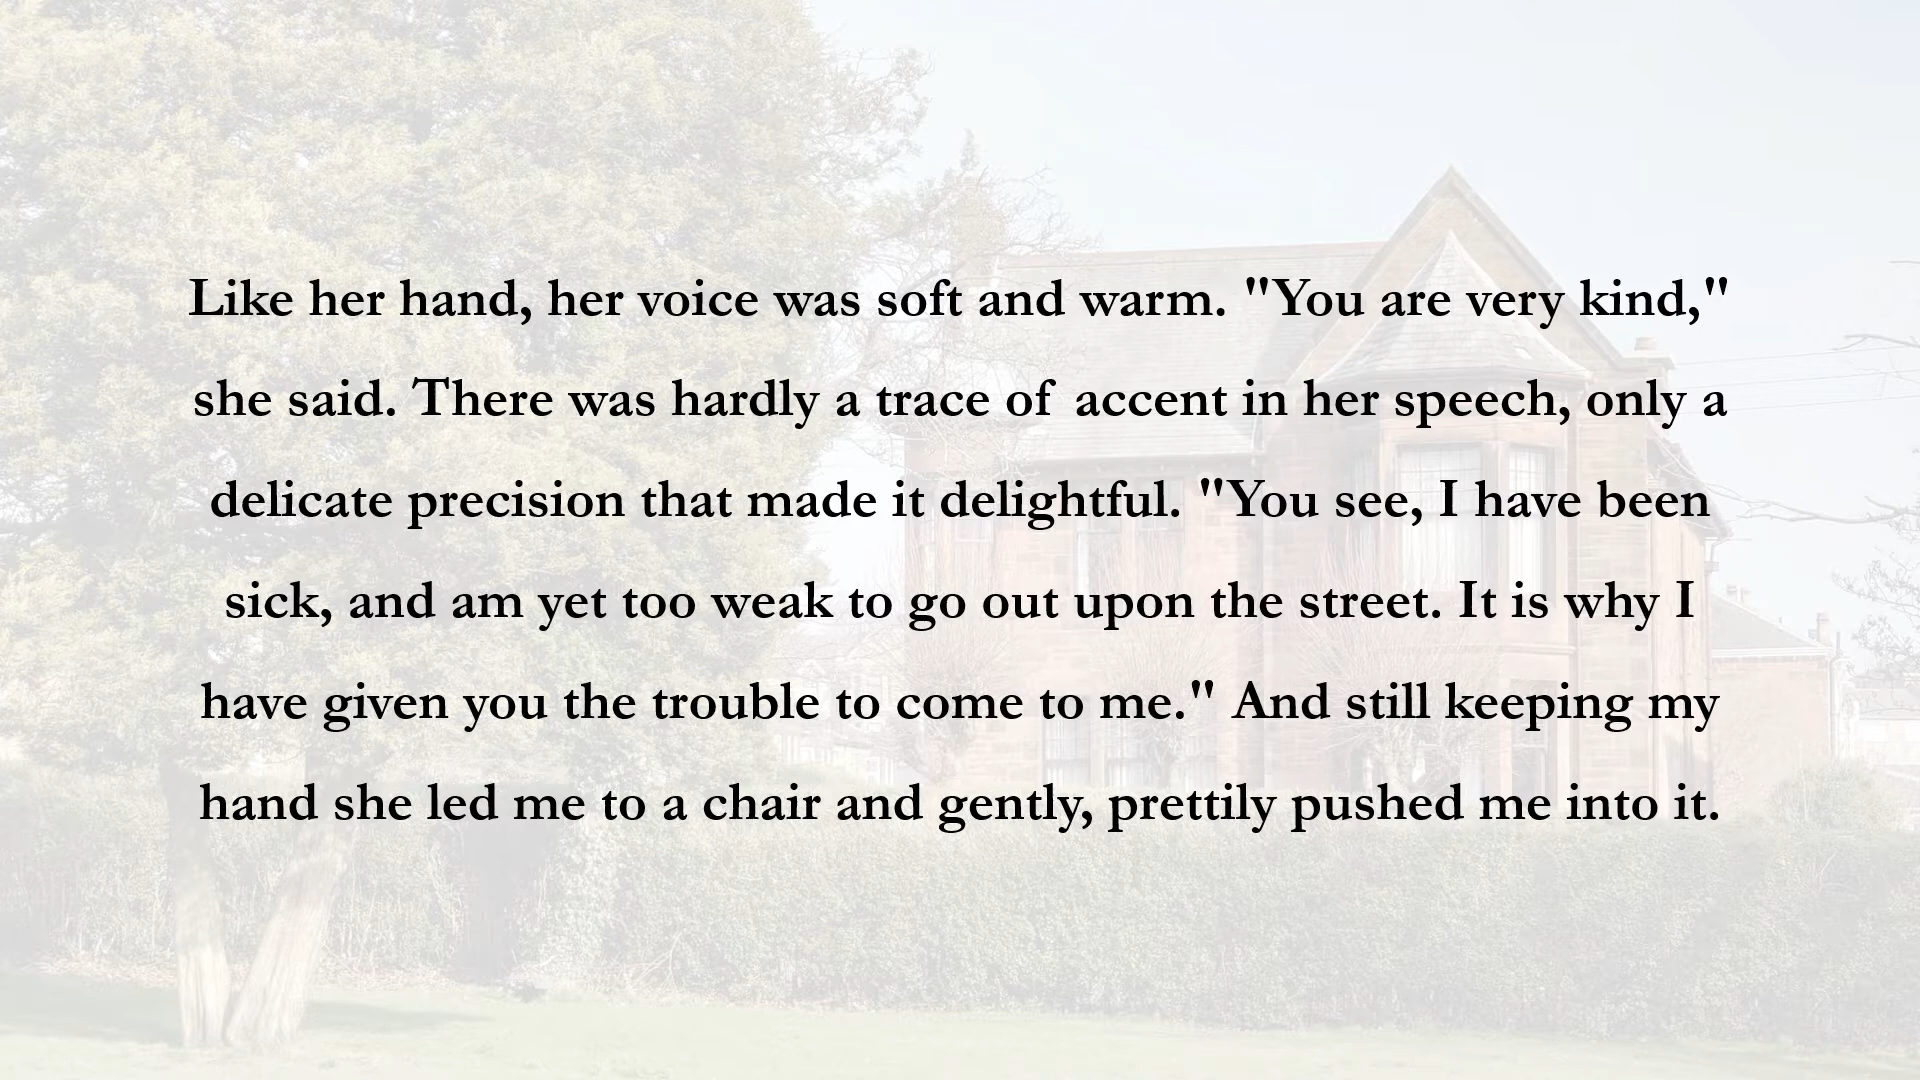 Like her hand, her voice was soft and warm. "You are very kind,"
she said. There was hardly a trace of accent in her speech, only a
delicate precision that made it delightful. "You see, I have been
sick, and am yet too weak to go out upon the street. It is why I
have given you the trouble to come to me." And still keeping my
hand she led me to a chair and gently, prettily pushed me into it.